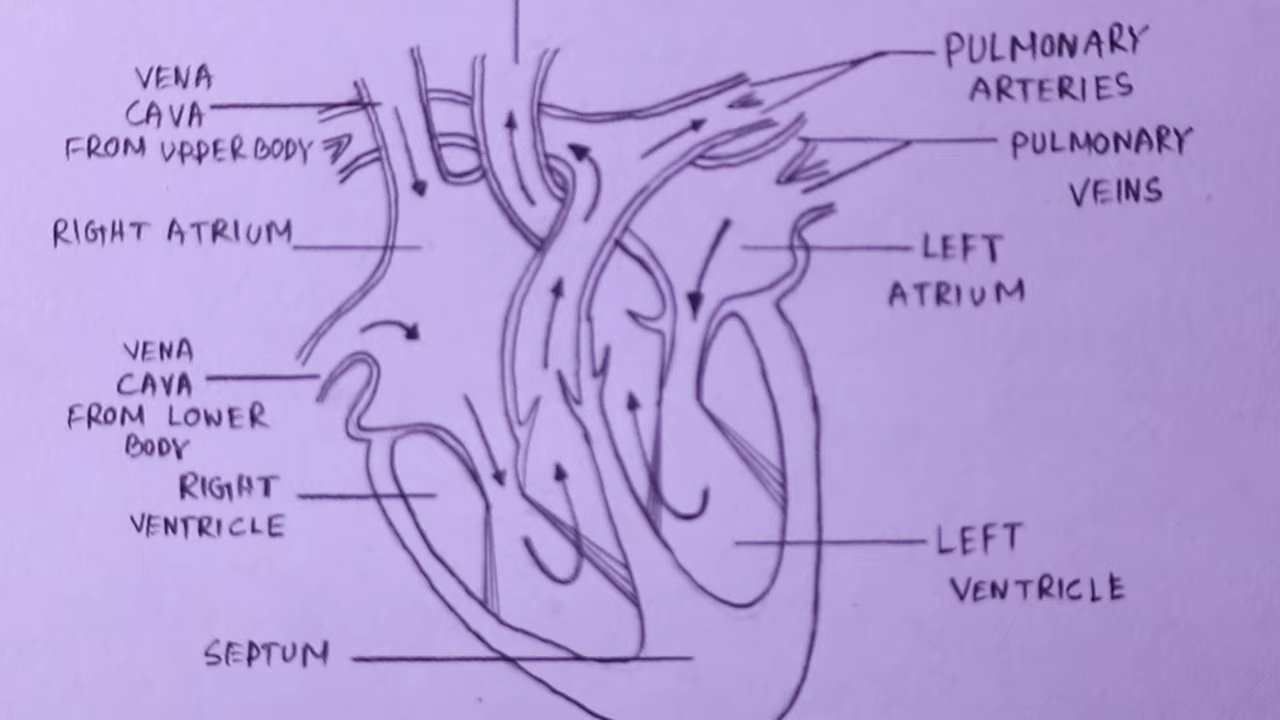 VENA
CAVA
FROM UPPER BODY
RIGHT ATRIUM
VENA
CAVA
FROM LOWER
BODY
RIGHT
VENTRICLE
SEPTUM
PULMONARY
ARTERIES
PULMONARY
VEINS
LEFT
ATRIUM
LEFT
VENTRICLE